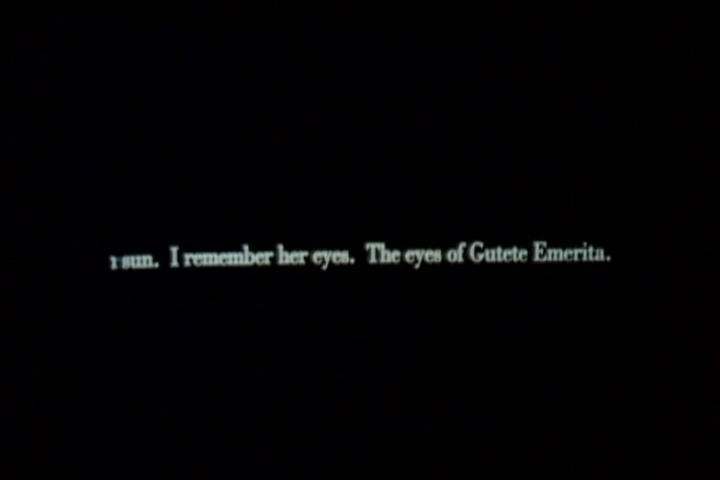 sun. I remember her eyes. The eyes of Gutete Emerita.